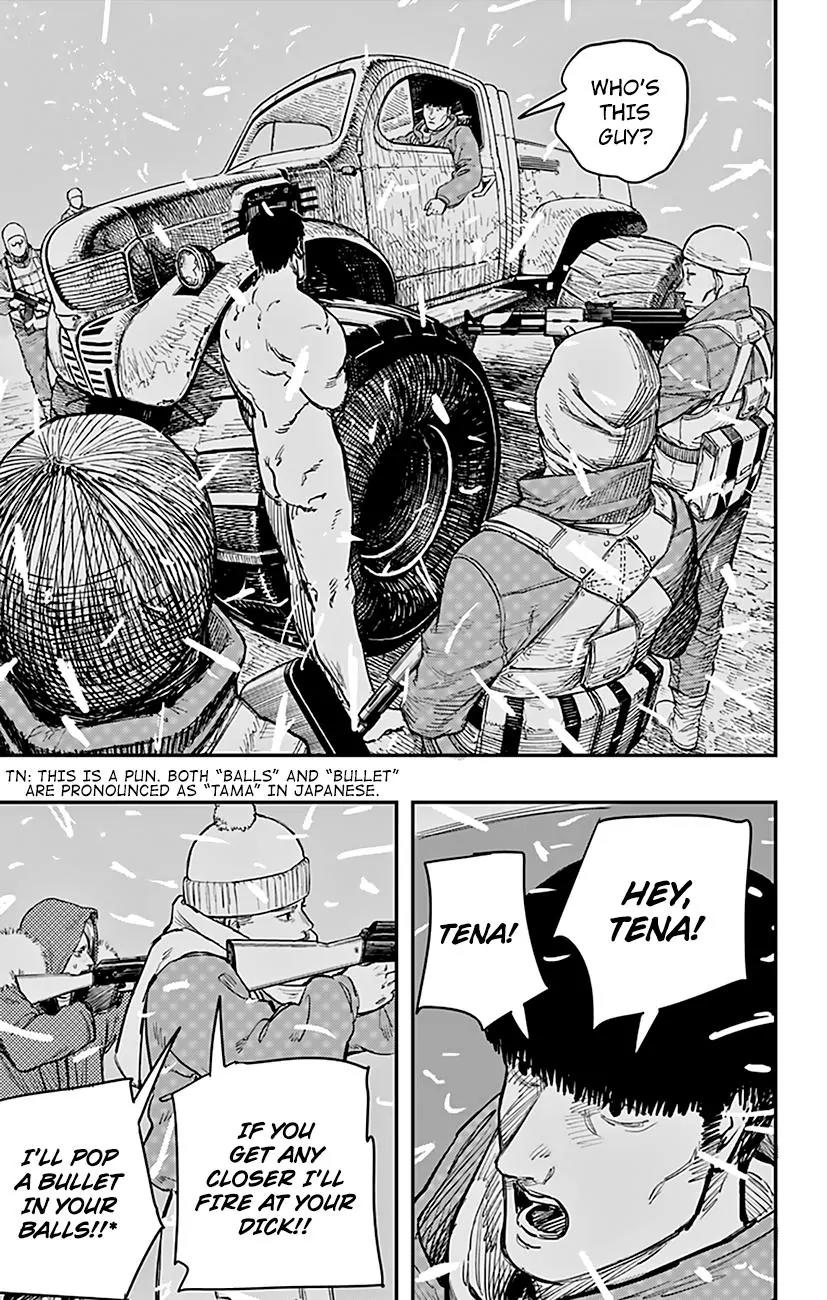 WHO'S
THIS
GUY?
TN: THIS IS A PUN. BOTH "BALLS" AND "BULLET"
ARE PRONOUNCED AS "TAMA" IN JAPANESE.
HEY,
TENA!
TENA!
IF YOU
GET ANY
CLOSER I'LL
FIRE AT YOUR
DICK!!
I'LL POP
A BULLET
IN YOUR
BALLS!!*